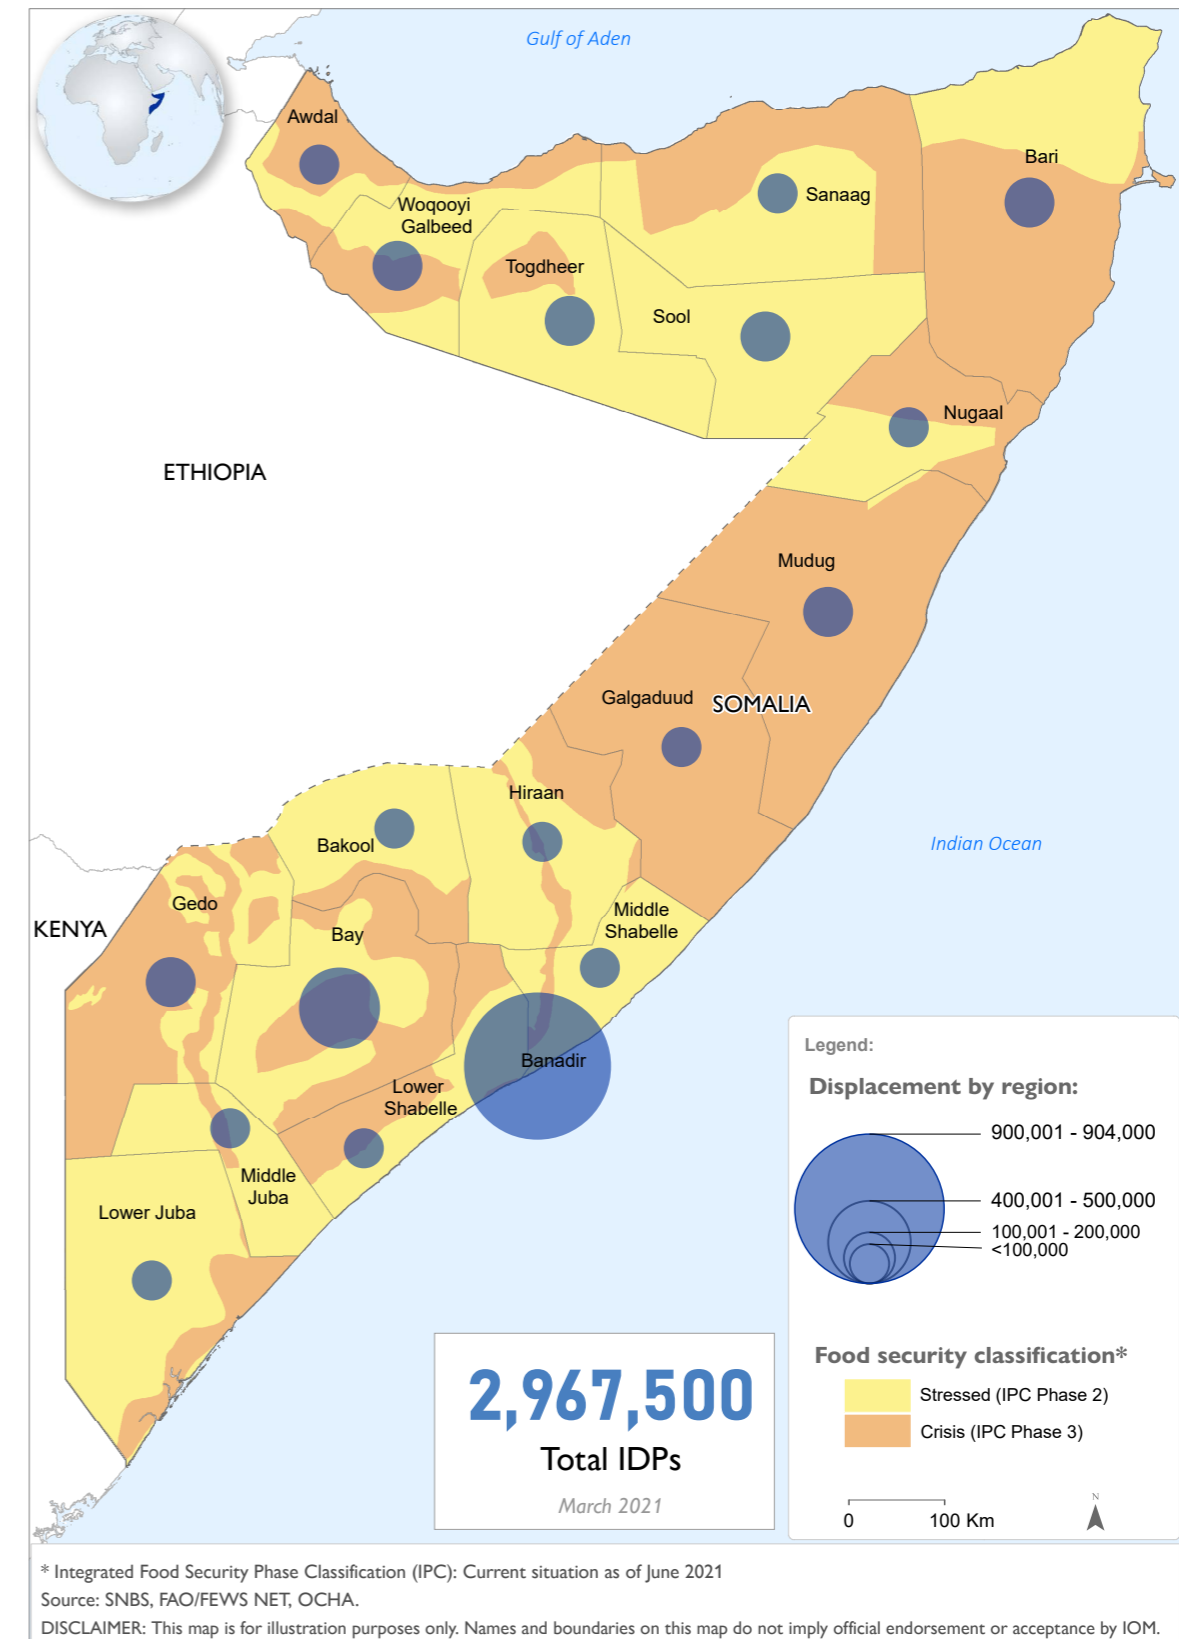 Gulf of Aden
Awdal
Bari
Sanaag
Woqooyi
Galbeed
Togdheer
Sool
Nugaal
ETHIOPIA
Mudug
Galgaduud
SOMALIA
Hiraan
Bakool
Indian Ocean
Gedo
KENYA
Middle
Shabelle
Bay
Banadir
Lower
Shabelle
Middle
Juba
Lower Juba
Legend:
Displacement by region:
900,001 - 904,000
400,001 - 500,000
100,001 - 200,000
<100,000
Food security classification*
Stressed (IPC Phase 2)
Crisis (IPC Phase 3)
N
0 100 Km
2,967,500
Total IDPs
March 2021
* Integrated Food Security Phase Classification (IPC): Current situation as of June 2021
Source: SNBS, FAO/FEWS NET, OCHA.
DISCLAIMER: This map is for illustration purposes only. Names and boundaries on this map do not imply official endorsement or acceptance by IOM.